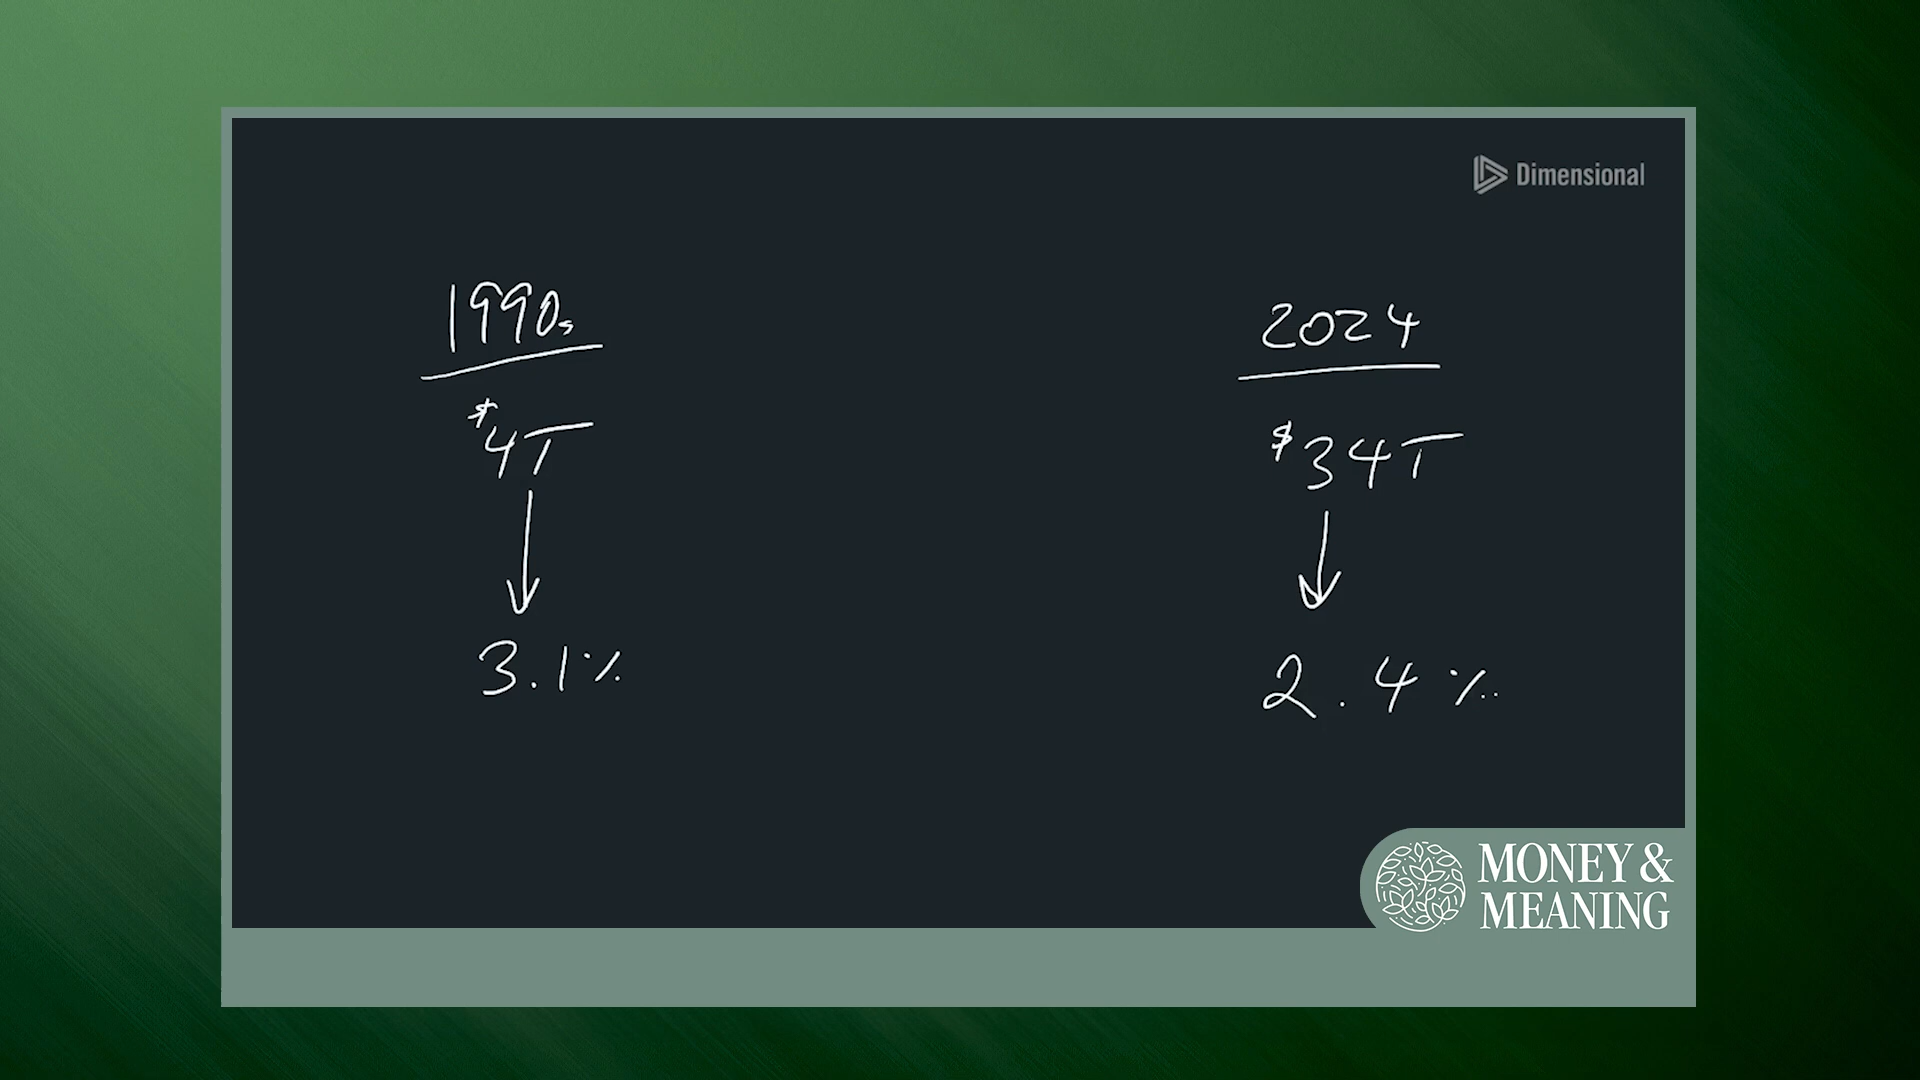 Dimensional
1990s
$4T
3.1%
2024
$34T
2.4%
MONEY &
MEANING